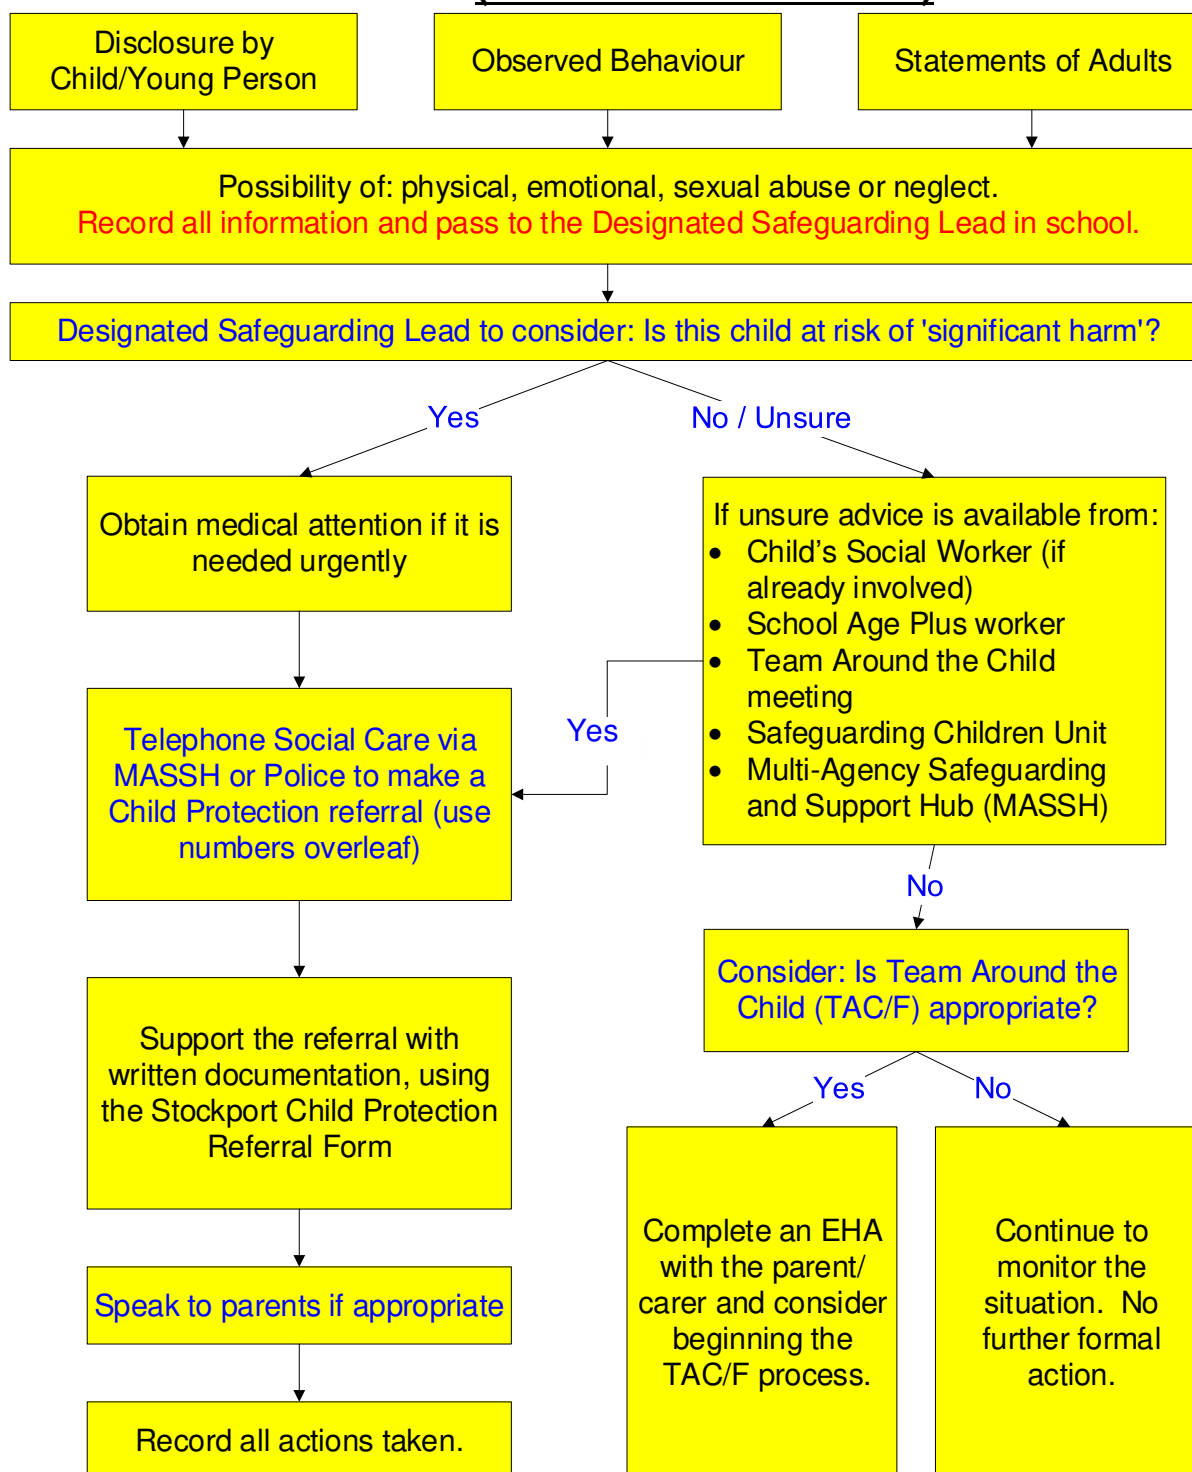 Disclosure by
Child/Young Person
Observed Behaviour
Statements of Adults
Possibility of: physical, emotional, sexual abuse or neglect.
Record all information and pass to the Designated Safeguarding Lead in school.
Designated Safeguarding Lead to consider: Is this child at risk of 'significant harm'?
Yes
No / Unsure
Obtain medical attention if it is
needed urgently
If unsure advice is available from:
• Child’s Social Worker (if
already involved)
• School Age Plus worker
• Team Around the Child
meeting
• Safeguarding Children Unit
• Multi-Agency Safeguarding
and Support Hub (MASSH)
Yes
Telephone Social Care via
MASSH or Police to make a
Child Protection referral (use
numbers overleaf)
No
Consider: Is Team Around the
Child (TAC/F) appropriate?
Support the referral with
written documentation, using
the Stockport Child Protection
Referral Form
Yes
No
Complete an EHA
with the parent/
carer and consider
beginning the
TAC/F process.
Continue to
monitor the
situation. No
further formal
action.
Speak to parents if appropriate
Record all actions taken.